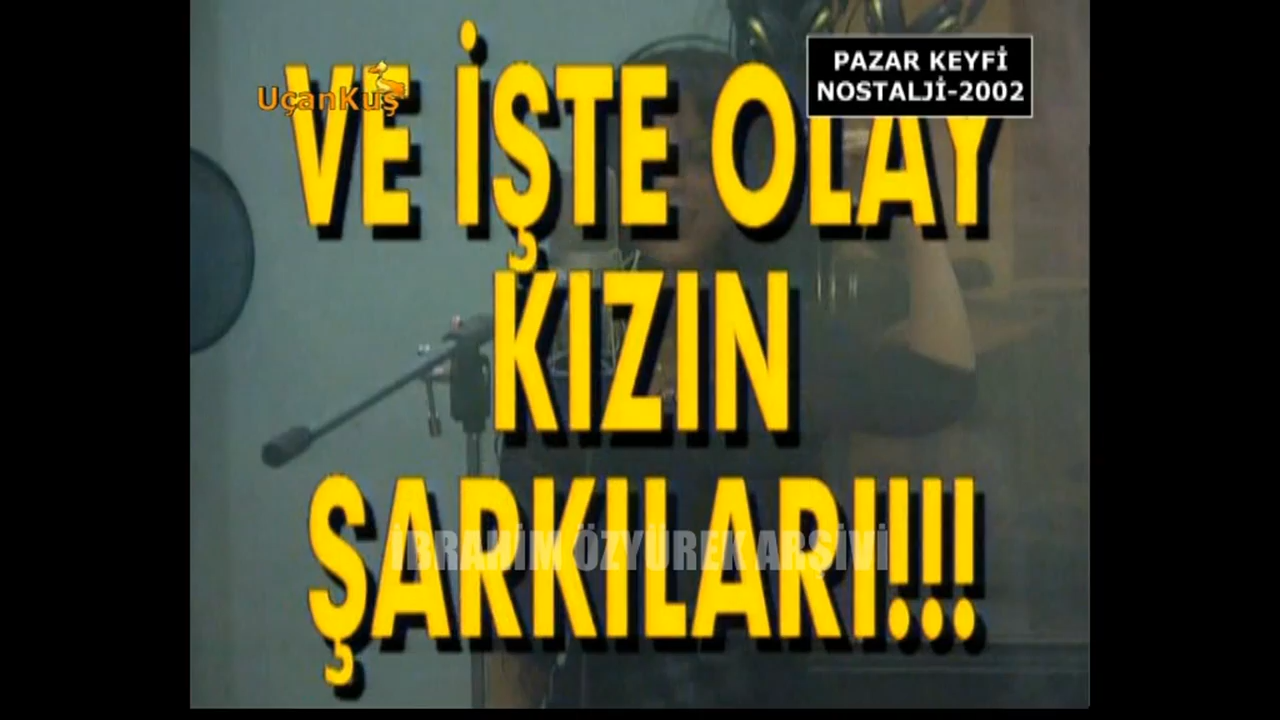 PAZAR KEYFİ
NOSTALJİ-2002
UçanKuş
VE İŞTE OLAY
KIZIN
ŞARKILARI!!!
İBRAHİM ÖZYÜREK ARŞİVİ